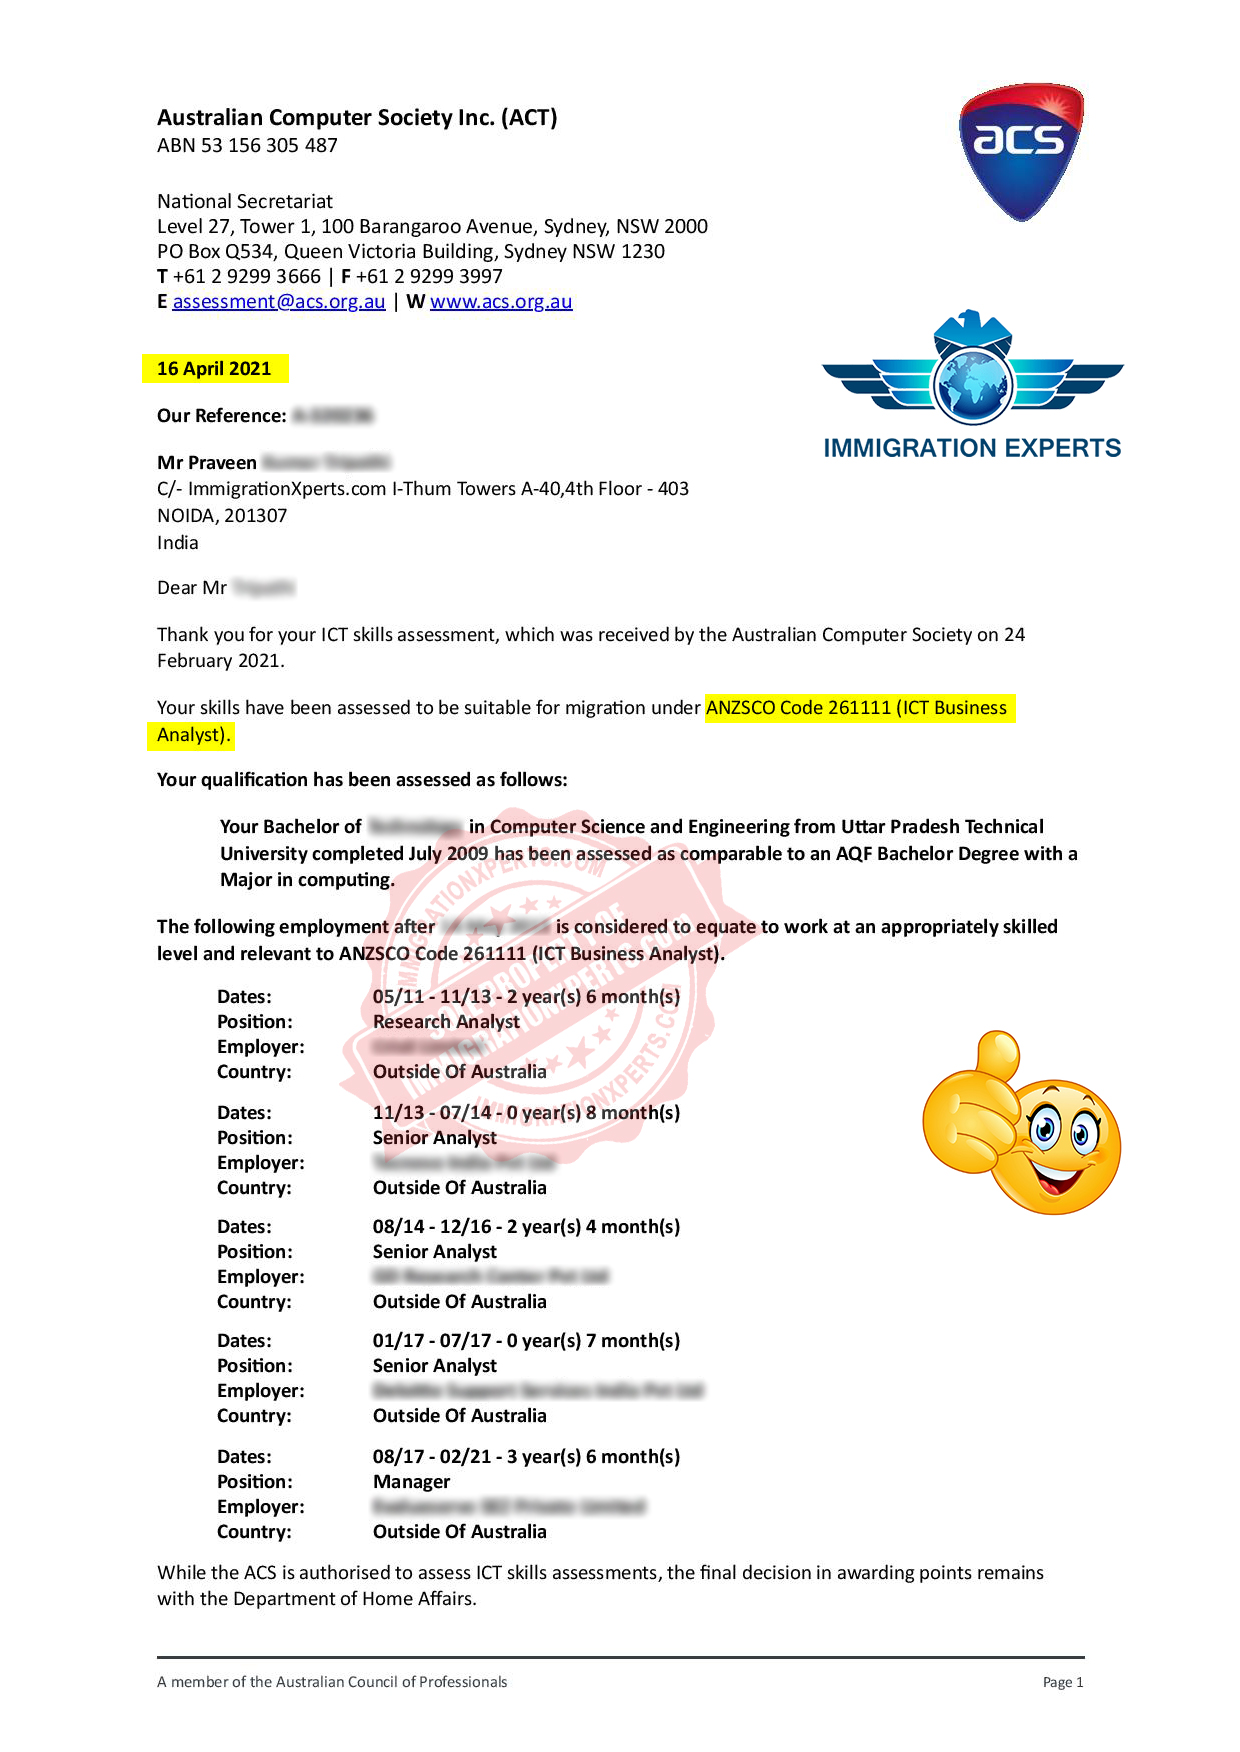 Australian Computer Society Inc. (ACT)
ABN 53 156 305 487
acs
National Secretariat
Level 27, Tower 1, 100 Barangaroo Avenue, Sydney, NSW 2000
PO Box Q534, Queen Victoria Building, Sydney NSW 1230
T +61 2 9299 3666 | F +61 2 9299 3997
E assessment@acs.org.au | W www.acs.org.au
16 April 2021
IMMIGRATION EXPERTS
Our Reference:
Mr Praveen
C/- ImmigrationXperts.com I-Thum Towers A-40,4th Floor - 403
NOIDA, 201307
India
Dear Mr
Thank you for your ICT skills assessment, which was received by the Australian Computer Society on 24
February 2021.
Your skills have been assessed to be suitable for migration under ANZSCO Code 261111 (ICT Business
Analyst).
Your qualification has been assessed as follows:
Your Bachelor of in Computer Science and Engineering from Uttar Pradesh Technical
University completed July 2009 has been assessed as comparable to an AQF Bachelor Degree with a
Major in computing.
The following employment after is considered to equate to work at an appropriately skilled
level and relevant to ANZSCO Code 261111 (ICT Business Analyst).
IMMIGRATIONXPERTS.COM
SOLE PROPERTY OF
IMMIGRATIONXPERTS.COM
IMMIGRATIONXPERTS.COM
Dates: 05/11 - 11/13 - 2 year(s) 6 month(s)
Position: Research Analyst
Employer:
Country: Outside Of Australia
Dates: 11/13 - 07/14 - 0 year(s) 8 month(s)
Position: Senior Analyst
Employer:
Country: Outside Of Australia
Dates: 08/14 - 12/16 - 2 year(s) 4 month(s)
Position: Senior Analyst
Employer:
Country: Outside Of Australia
Dates: 01/17 - 07/17 - 0 year(s) 7 month(s)
Position: Senior Analyst
Employer:
Country: Outside Of Australia
Dates: 08/17 - 02/21 - 3 year(s) 6 month(s)
Position: Manager
Employer:
Country: Outside Of Australia
While the ACS is authorised to assess ICT skills assessments, the final decision in awarding points remains
with the Department of Home Affairs.
A member of the Australian Council of Professionals
Page 1